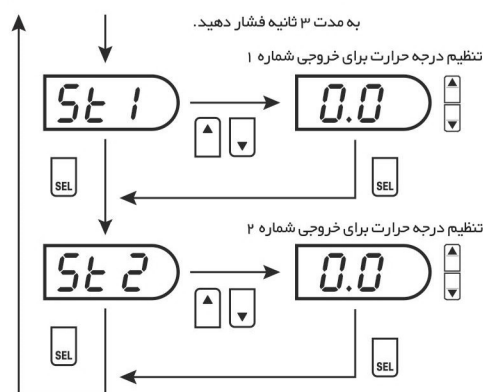 به مدت ۳ ثانیه فشار دهید.
تنظیم درجه حرارت برای خروجی شماره ۱
St 1
0.0
SEL
SEL
تنظیم درجه حرارت برای خروجی شماره ۲
St 2
0.0
SEL
SEL